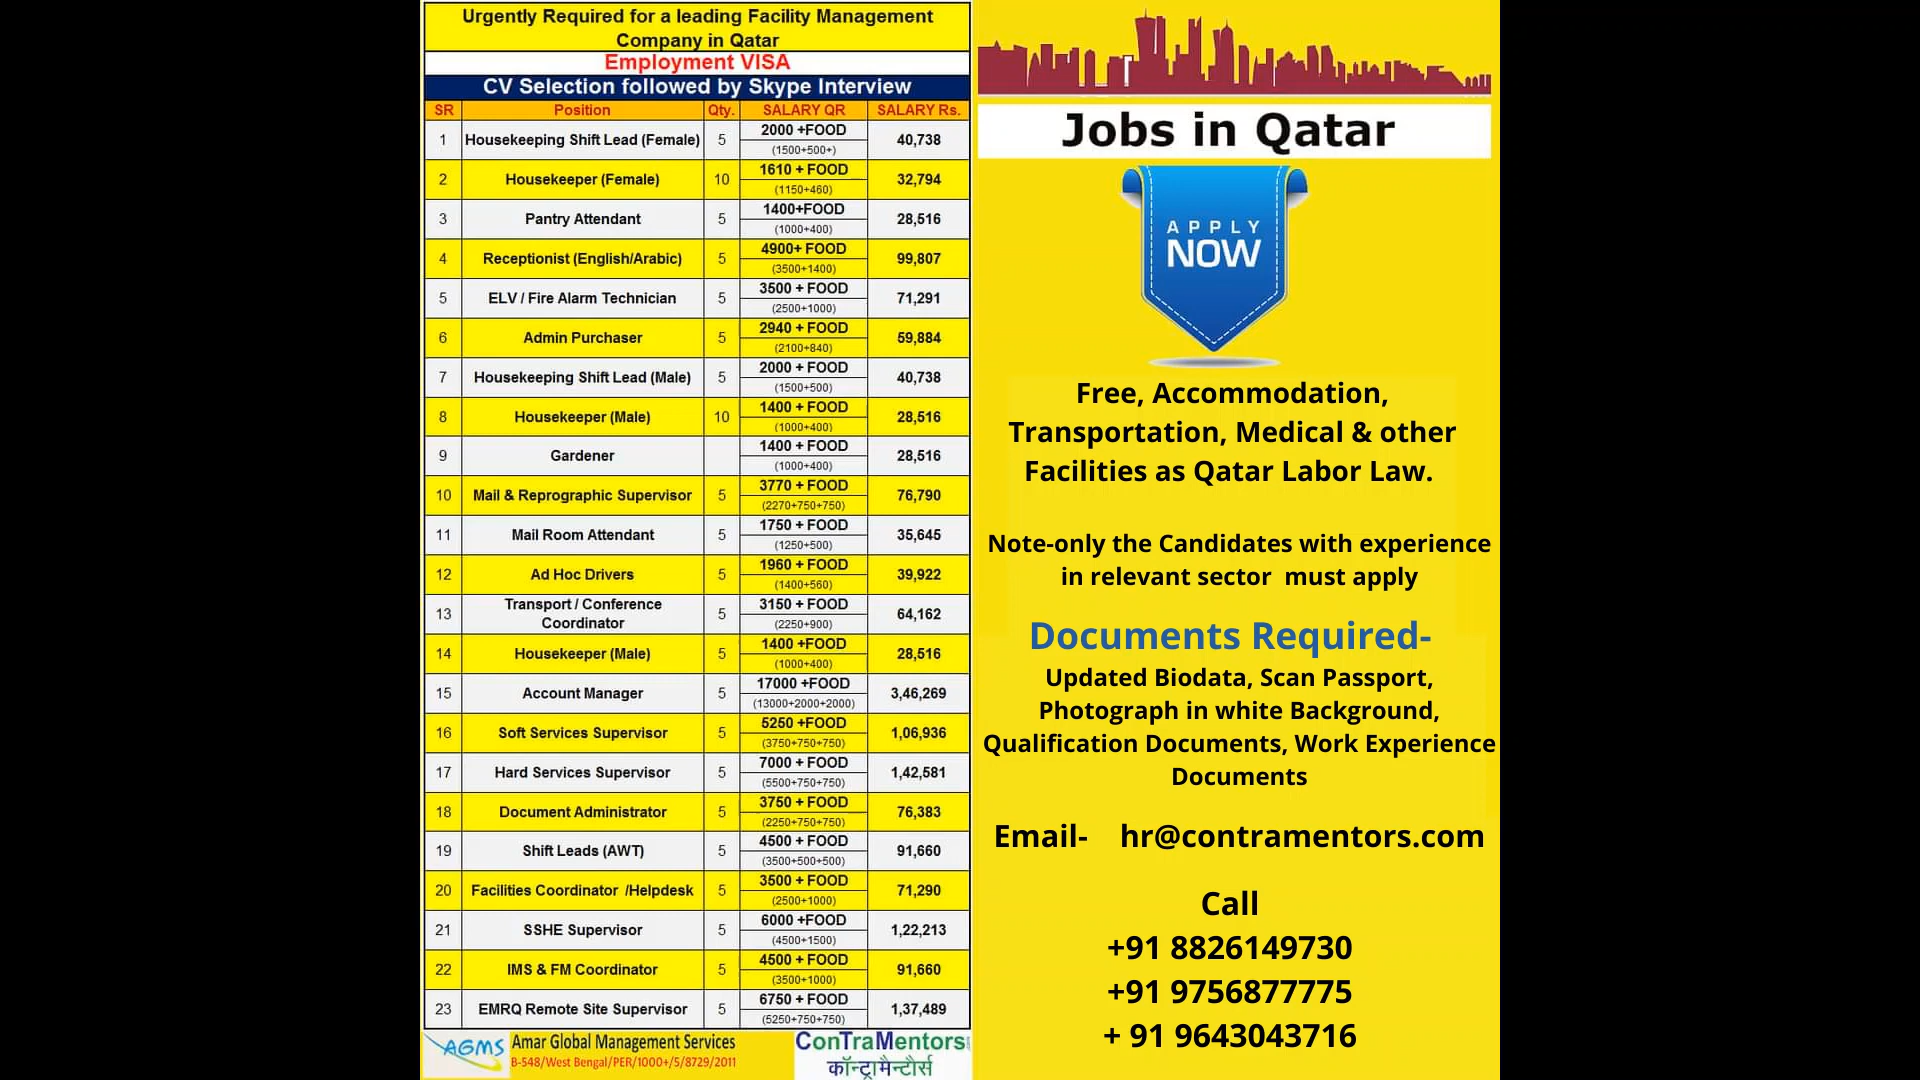 Urgently Required for a leading Facility Management
Company in Qatar
Employment VISA
CV Selection followed by Skype Interview
SR Position Qty. SALARY QR SALARY Rs.
1 Housekeeping Shift Lead (Female) 5 2000 +FOOD (1500+500+) 40,738
2 Housekeeper (Female) 10 1610 + FOOD (1150+460) 32,794
3 Pantry Attendant 5 1400+FOOD (1000+400) 28,516
4 Receptionist (English/Arabic) 5 4900+ FOOD (3500+1400) 99,807
5 ELV / Fire Alarm Technician 5 3500 + FOOD (2500+1000) 71,291
6 Admin Purchaser 5 2940 + FOOD (2100+840) 59,884
7 Housekeeping Shift Lead (Male) 5 2000 + FOOD (1500+500) 40,738
8 Housekeeper (Male) 10 1400 + FOOD (1000+400) 28,516
9 Gardener 1400 + FOOD (1000+400) 28,516
10 Mail & Reprographic Supervisor 5 3770 + FOOD (2270+750+750) 76,790
11 Mail Room Attendant 5 1750 + FOOD (1250+500) 35,645
12 Ad Hoc Drivers 5 1960 + FOOD (1400+560) 39,922
13 Transport / Conference Coordinator 5 3150 + FOOD (2250+900) 64,162
14 Housekeeper (Male) 5 1400 +FOOD (1000+400) 28,516
15 Account Manager 5 17000 +FOOD (13000+2000+2000) 3,46,269
16 Soft Services Supervisor 5 5250 +FOOD (3750+750+750) 1,06,936
17 Hard Services Supervisor 5 7000 + FOOD (5500+750+750) 1,42,581
18 Document Administrator 5 3750 + FOOD (2250+750+750) 76,383
19 Shift Leads (AWT) 5 4500 + FOOD (3500+500+500) 91,660
20 Facilities Coordinator /Helpdesk 5 3500 + FOOD (2500+1000) 71,290
21 SSHE Supervisor 5 6000 +FOOD (4500+1500) 1,22,213
22 IMS & FM Coordinator 5 4500 + FOOD (3500+1000) 91,660
23 EMRQ Remote Site Supervisor 5 6750 + FOOD (5250+750+750) 1,37,489
AGMS Amar Global Management Services
B-548/West Bengal/PER/1000+/5/8729/2011
ConTraMentors
कॉन्ट्रामैन्टौर्स
Jobs in Qatar
APPLY
NOW
Free, Accommodation,
Transportation, Medical & other
Facilities as Qatar Labor Law.
Note-only the Candidates with experience
in relevant sector must apply
Documents Required-
Updated Biodata, Scan Passport,
Photograph in white Background,
Qualification Documents, Work Experience
Documents
Email- hr@contramentors.com
Call
+91 8826149730
+91 9756877775
+ 91 9643043716